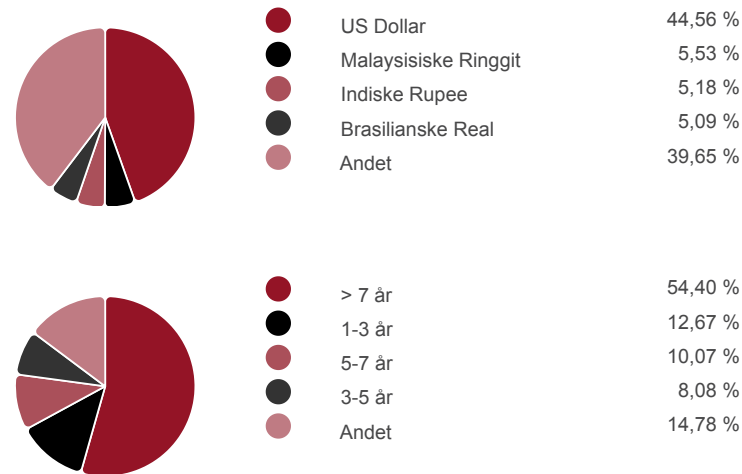 US Dollar 44,56 %
Malaysisiske Ringgit 5,53 %
Indiske Rupee 5,18 %
Brasilianske Real 5,09 %
Andet 39,65 %
> 7 år 54,40 %
1-3 år 12,67 %
5-7 år 10,07 %
3-5 år 8,08 %
Andet 14,78 %